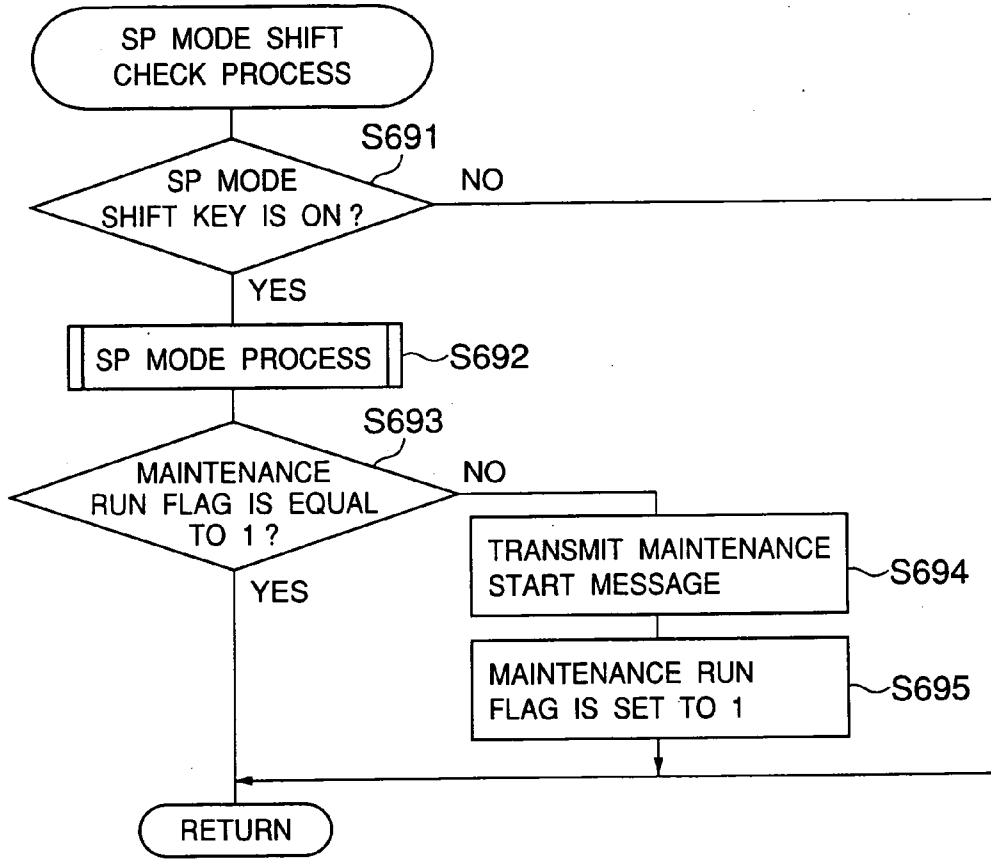 SP MODE SHIFT
CHECK PROCESS
S691
SP MODE
SHIFT KEY IS ON?
NO
YES
SP MODE PROCESS
S692
S693
MAINTENANCE
RUN FLAG IS EQUAL
TO 1?
NO
YES
TRANSMIT MAINTENANCE
START MESSAGE
S694
MAINTENANCE RUN
FLAG IS SET TO 1
S695
RETURN